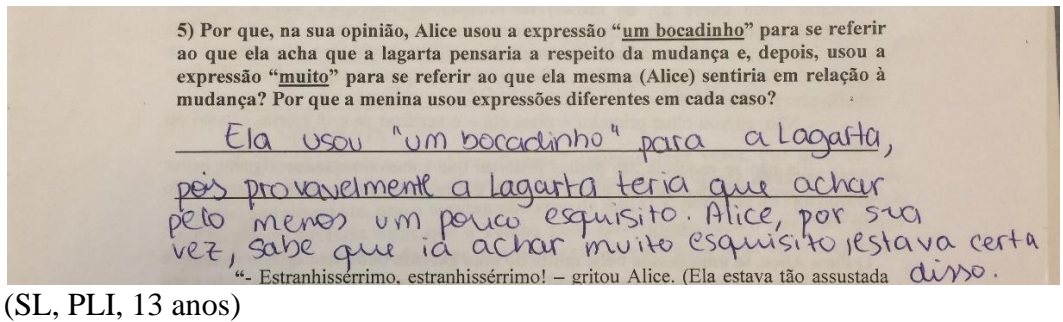 5) Por que, na sua opinião, Alice usou a expressão “um bocadinho” para se referir
ao que ela acha que a lagarta pensaria a respeito da mudança e, depois, usou a
expressão “muito” para se referir ao que ela mesma (Alice) sentiria em relação à
mudança? Por que a menina usou expressões diferentes em cada caso?
Ela usou "um bocadinho" para a Lagarta,
pois provavelmente a Lagarta teria que achar
pelo menos um pouco esquisito. Alice, por sua
vez, sabe que ia achar muito esquisito, estava certa
disso.
“- Estranhissérrimo, estranhissérrimo! – gritou Alice. (Ela estava tão assustada
(SL, PLI, 13 anos)